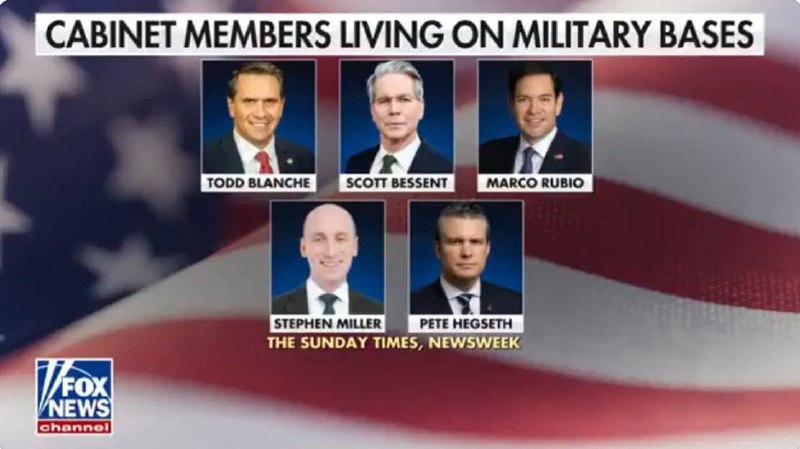 CABINET MEMBERS LIVING ON MILITARY BASES
TODD BLANCHE
SCOTT BESSENT
MARCO RUBIO
STEPHEN MILLER
PETE HEGSETH
THE SUNDAY TIMES, NEWSWEEK
FOX
NEWS
channel